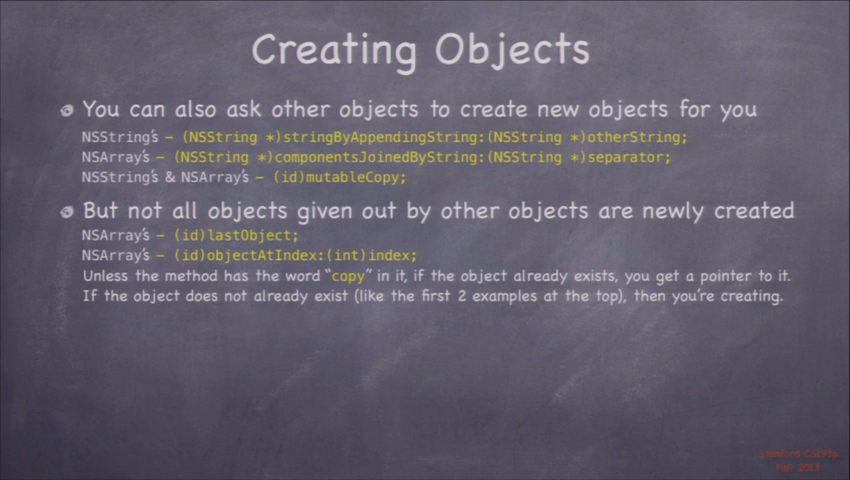 Creating Objects
You can also ask other objects to create new objects for you
NSString's - (NSString *)stringByAppendingString:(NSString *)otherString;
NSArray's - (NSString *)componentsJoinedByString:(NSString *)separator;
NSString's & NSArray's - (id)mutableCopy;
But not all objects given out by other objects are newly created
NSArray's - (id)lastObject;
NSArray's - (id)objectAtIndex:(int)index;
Unless the method has the word "copy" in it, if the object already exists, you get a pointer to it.
If the object does not already exist (like the first 2 examples at the top), then you're creating.
Stanford CS193p
Fall 2013